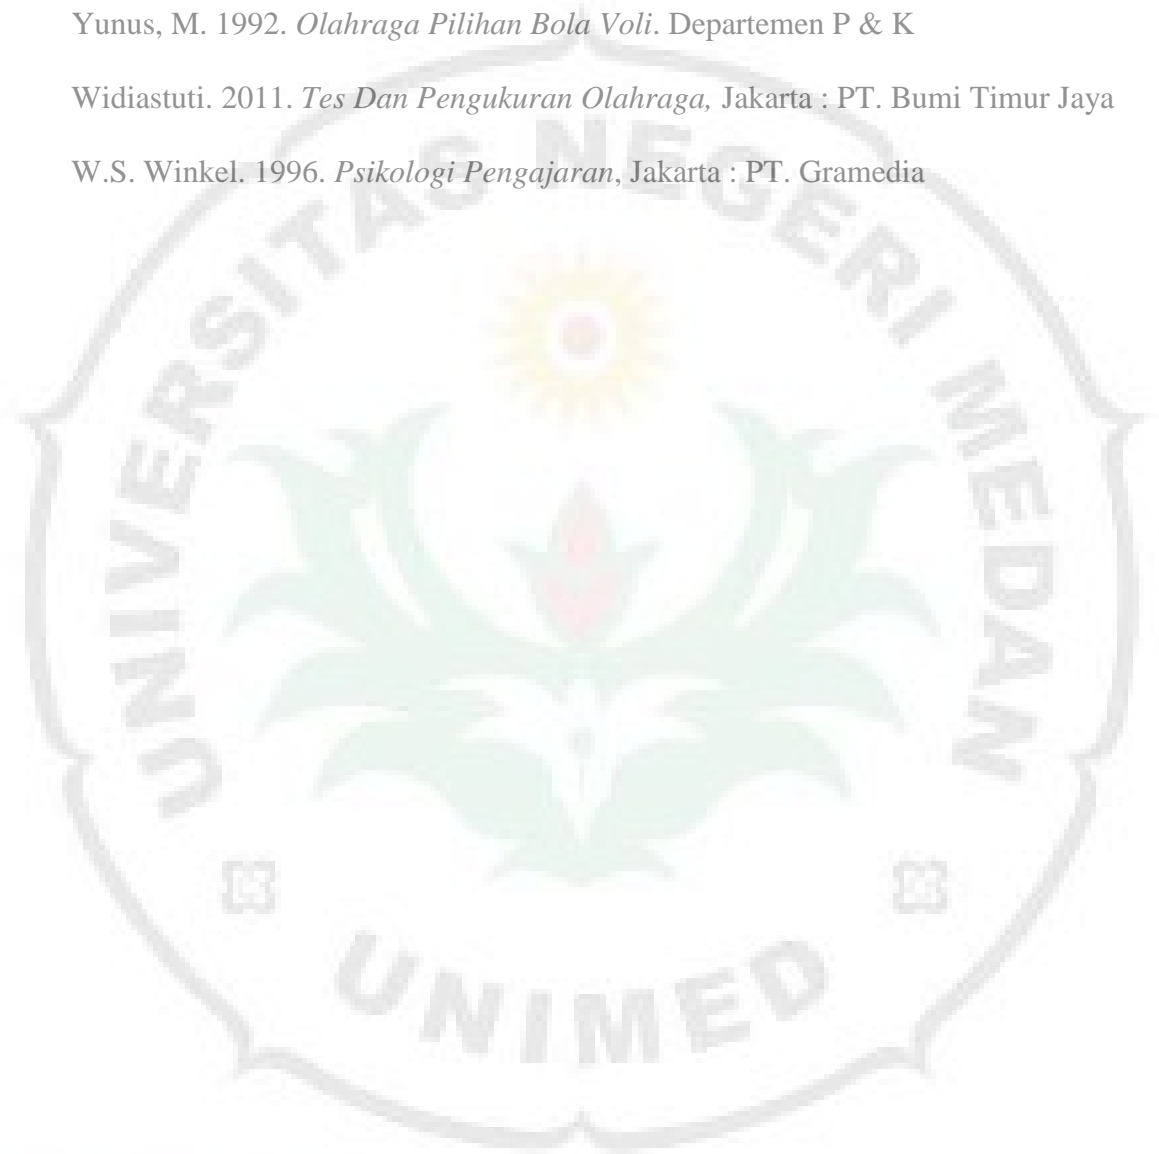 Yunus, M. 1992. Olahraga Pilihan Bola Voli. Departemen P & K
Widiastuti. 2011. Tes Dan Pengukuran Olahraga, Jakarta : PT. Bumi Timur Jaya
W.S. Winkel. 1996. Psikologi Pengajaran, Jakarta : PT. Gramedia
UNIVERSITAS NEGERI MEDAN
UNIMED